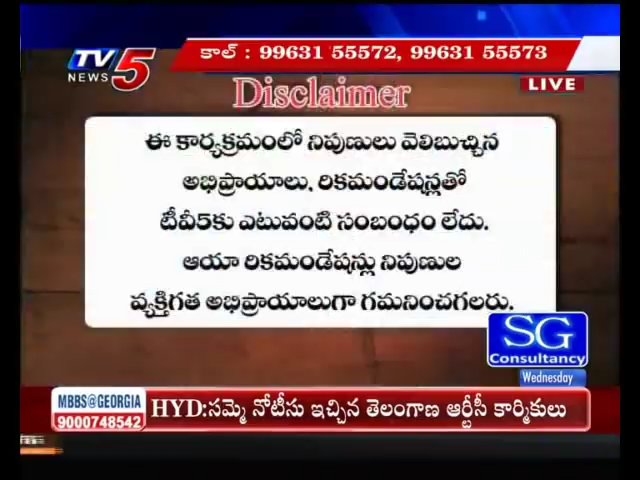 TV5 NEWS
కాల్ : 99631 55572, 99631 55573
LIVE
Disclaimer
ఈ కార్యక్రమంలో నిపుణులు వెలిబుచ్చిన
అభిప్రాయాలు, రికమండేషన్లతో
టీవీ5కు ఎటువంటి సంబంధం లేదు.
ఆయా రికమండేషన్లు నిపుణుల
వ్యక్తిగత అభిప్రాయాలుగా గమనించగలరు.
SG
Consultancy
Wednesday
MBBS@GEORGIA
9000748542
HYD:సమ్మె నోటీసు ఇచ్చిన తెలంగాణ ఆర్టీసీ కార్మికులు